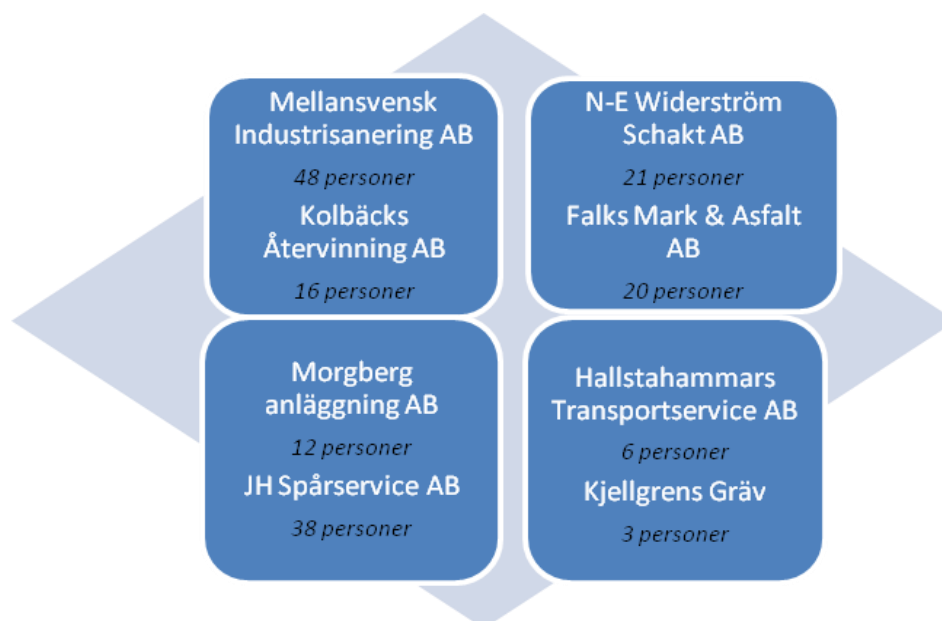 Mellansvensk
Industrisanering AB
48 personer
Kolbäcks
Återvinning AB
16 personer
N-E Widerström
Schakt AB
21 personer
Falks Mark & Asfalt
AB
20 personer
Morgberg
anläggning AB
12 personer
JH Spårservice AB
38 personer
Hallstahammars
Transportservice AB
6 personer
Kjellgrens Gräv
3 personer